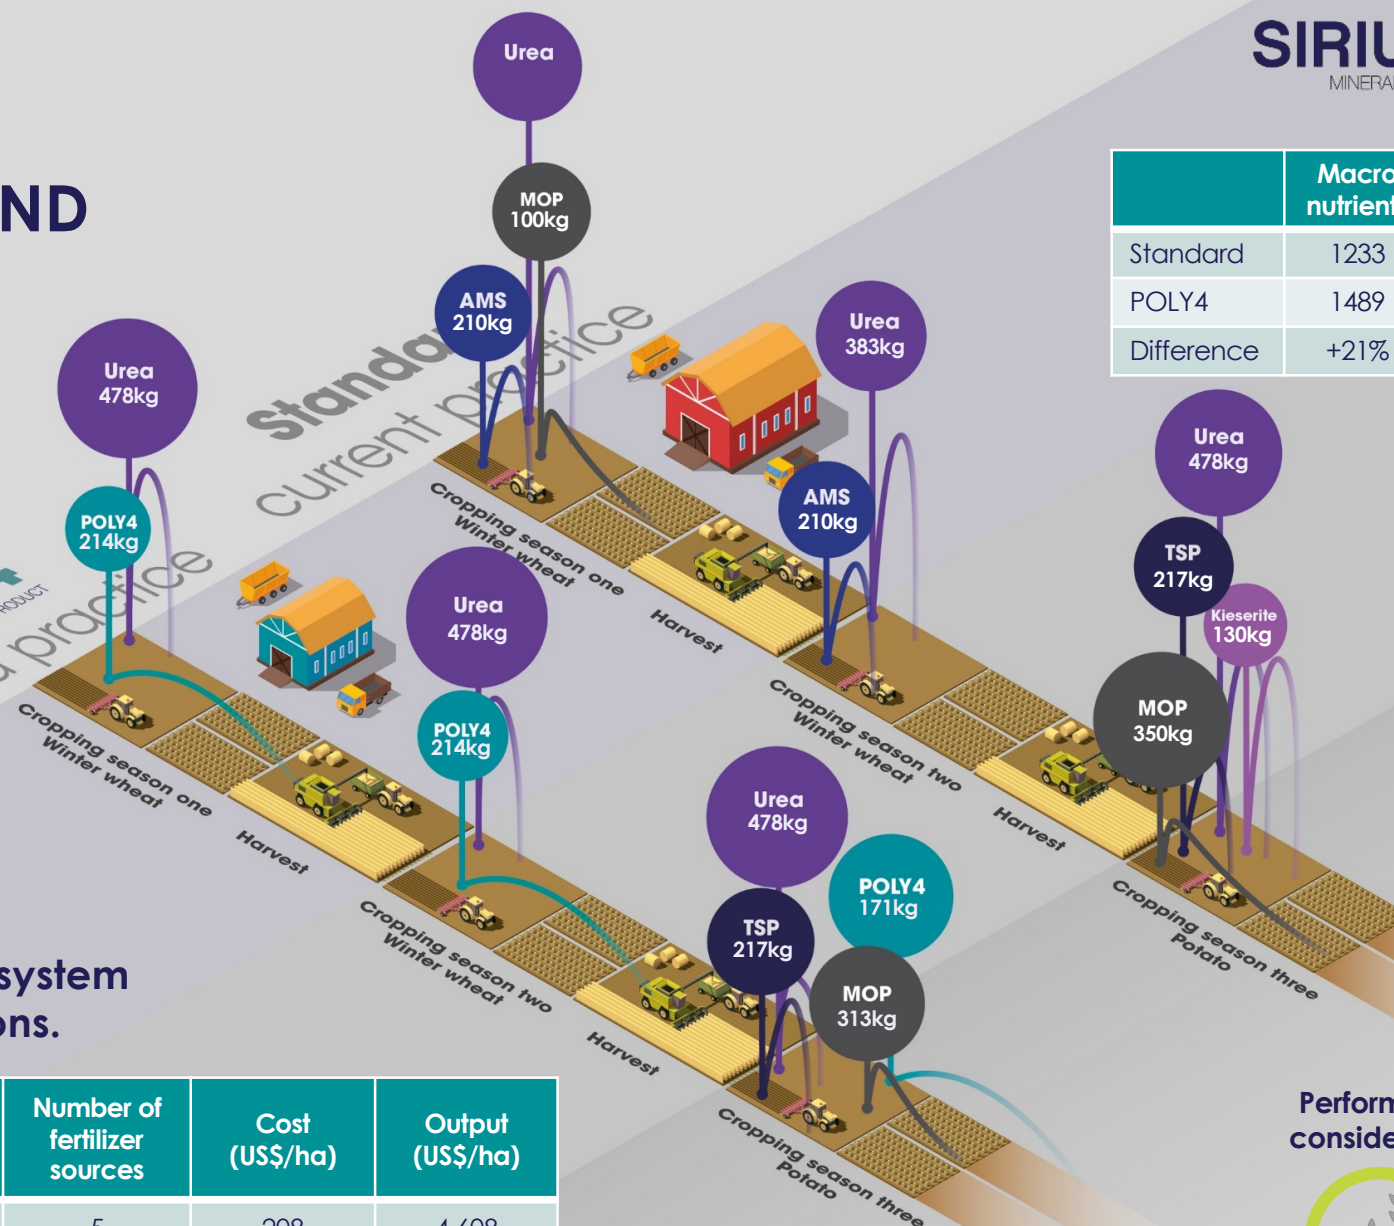 SIRIU
MINERA
ND
Macro
nutrient
Standard 1233
POLY4 1489
Difference +21%
current practice
practice
PRODUCT
Urea
MOP
100kg
AMS
210kg
Urea
383kg
AMS
210kg
Urea
478kg
TSP
217kg
Kieserite
130kg
MOP
350kg
Cropping season one
Winter wheat
Harvest
Cropping season two
Winter wheat
Harvest
Cropping season three
Potato
Urea
478kg
POLY4
214kg
Urea
478kg
POLY4
214kg
Urea
478kg
TSP
217kg
POLY4
171kg
MOP
313kg
Cropping season one
Winter wheat
Harvest
Cropping season two
Winter wheat
Harvest
Cropping season three
Potato
system
ons.
Number of
fertilizer
sources
Cost
(US$/ha)
Output
(US$/ha)
Perform
conside